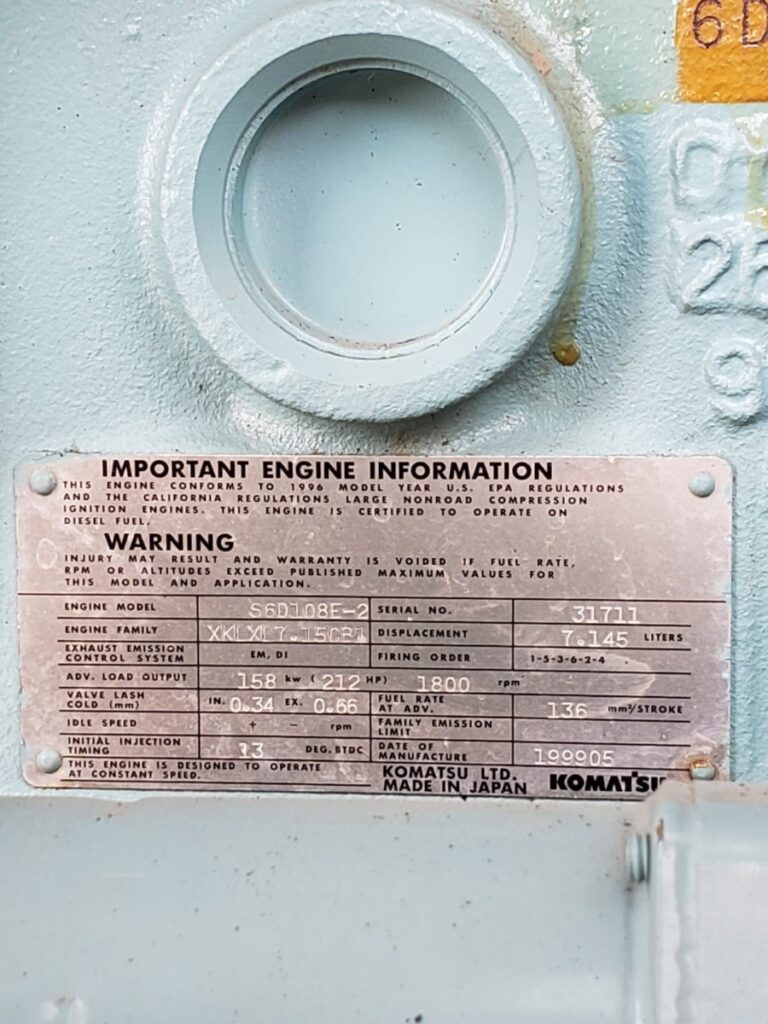 6D
IMPORTANT ENGINE INFORMATION
THIS ENGINE CONFORMS TO 1996 MODEL YEAR U.S. EPA REGULATIONS
AND THE CALIFORNIA REGULATIONS LARGE NONROAD COMPRESSION
IGNITION ENGINES. THIS ENGINE IS CERTIFIED TO OPERATE ON
DIESEL FUEL.
WARNING
INJURY MAY RESULT AND WARRANTY IS VOIDED IF FUEL RATE,
RPM OR ALTITUDES EXCEED PUBLISHED MAXIMUM VALUES FOR
THIS MODEL AND APPLICATION.
ENGINE MODEL S6D108E-2 SERIAL NO. 31711
ENGINE FAMILY XKLXL7.15CB1 DISPLACEMENT 7.145 LITERS
EXHAUST EMISSION
CONTROL SYSTEM EM, DI FIRING ORDER 1-5-3-6-2-4
ADV. LOAD OUTPUT 158 kw (212 HP) 1800 rpm
VALVE LASH
COLD (mm) IN. 0.34 EX. 0.66 FUEL RATE
AT ADV. 136 mm³/STROKE
IDLE SPEED + - rpm FAMILY EMISSION
LIMIT
INITIAL INJECTION
TIMING 13 DEG. BTDC DATE OF
MANUFACTURE 199905
THIS ENGINE IS DESIGNED TO OPERATE
AT CONSTANT SPEED.
KOMATSU LTD.
MADE IN JAPAN KOMATSU